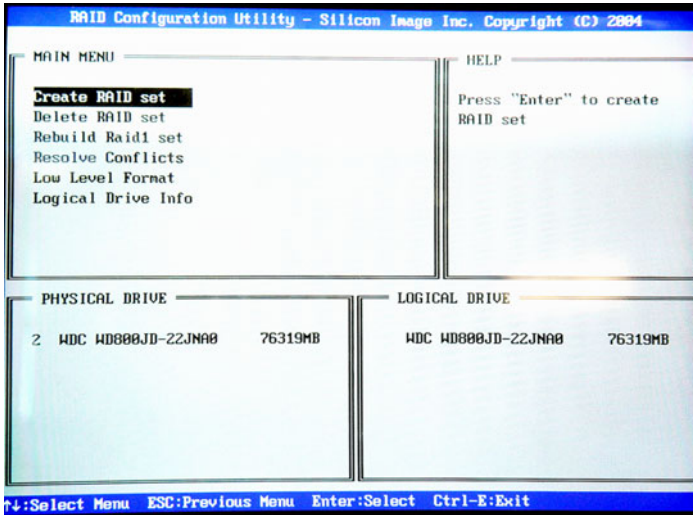 RAID Configuration Utility - Silicon Image Inc. Copyright (C) 2004
MAIN MENU
Create RAID set
Delete RAID set
Rebuild Raid1 set
Resolve Conflicts
Low Level Format
Logical Drive Info
HELP
Press "Enter" to create
RAID set
PHYSICAL DRIVE
2 WDC WD800JD-22JNA0 76319MB
LOGICAL DRIVE
WDC WD800JD-22JNA0 76319MB
↑↓:Select Menu ESC:Previous Menu Enter:Select Ctrl-E:Exit